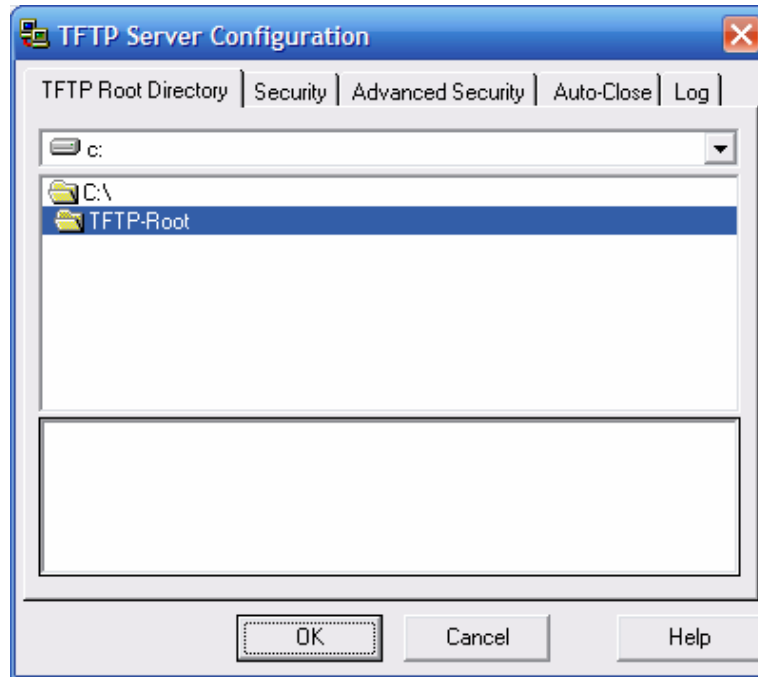 TFTP Server Configuration
TFTP Root Directory Security Advanced Security Auto-Close Log
c:
C:\
TFTP-Root
OK Cancel Help